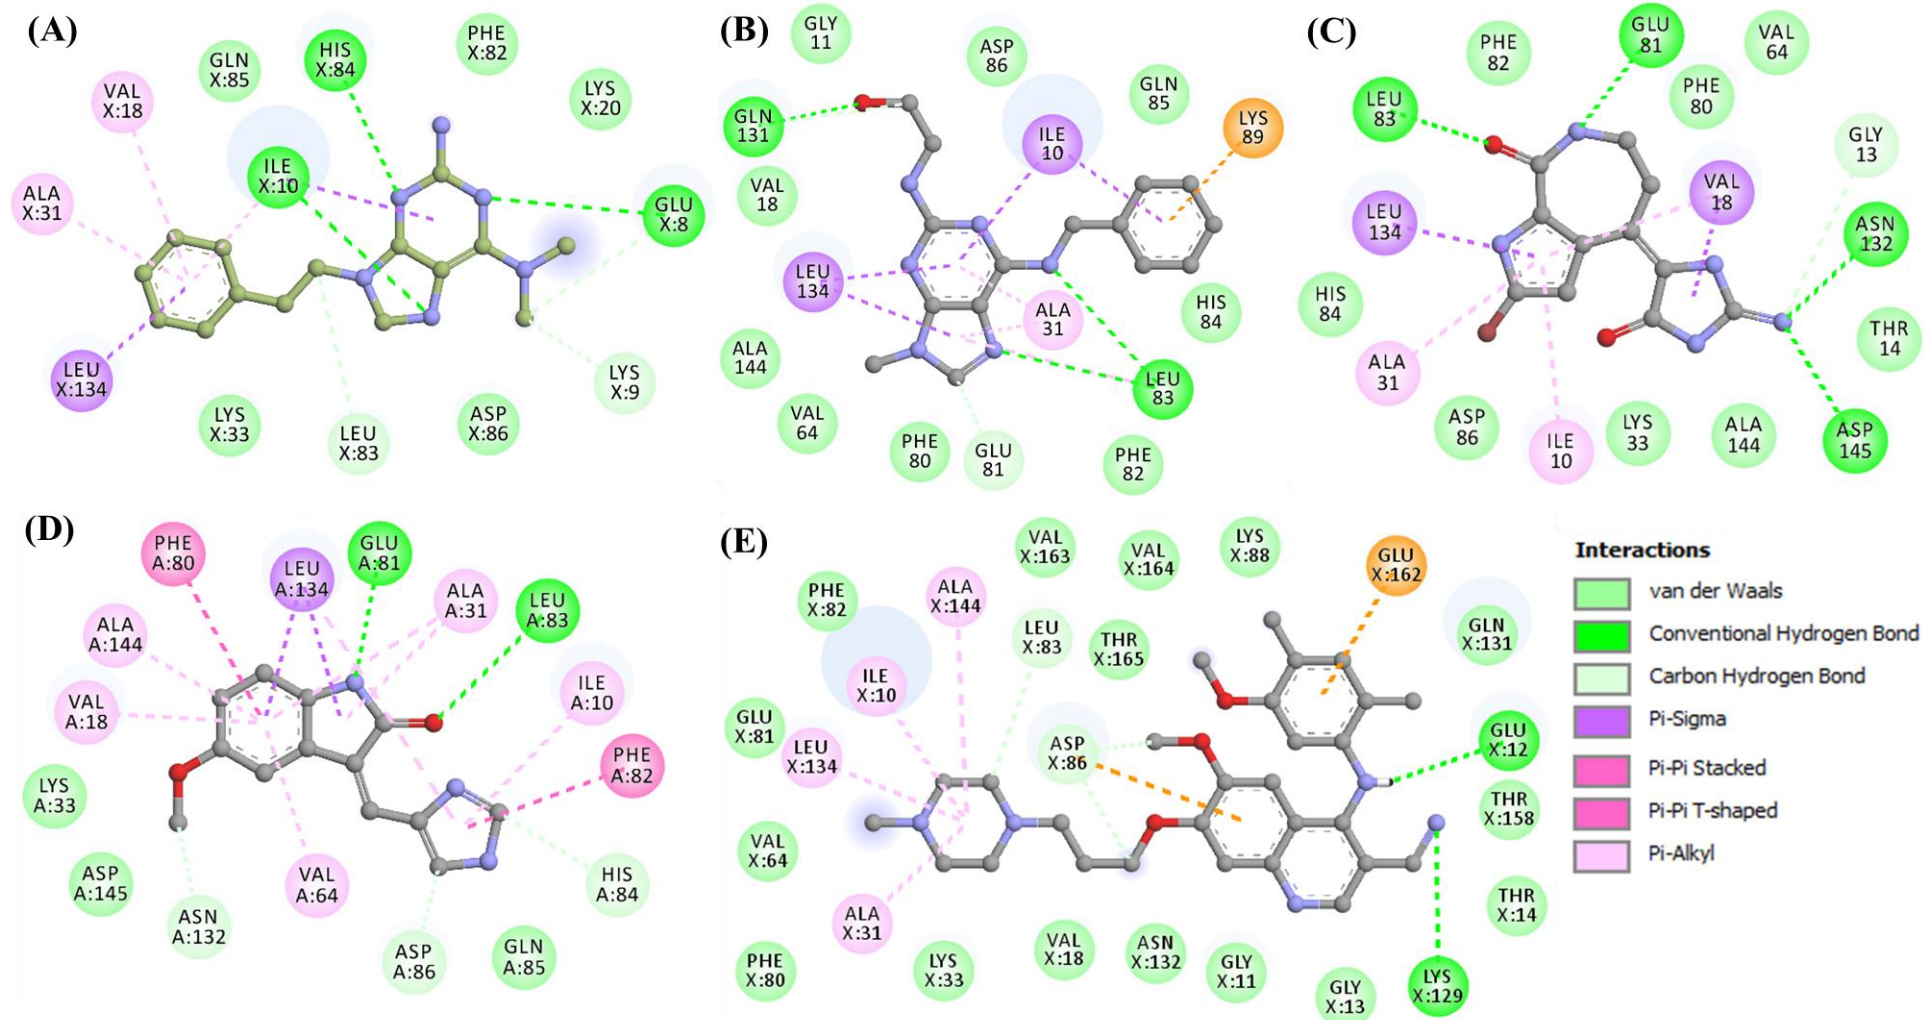 (A)
HIS
X:84
PHE
X:82
GLN
X:85
VAL
X:18
LYS
X:20
ILE
X:10
ALA
X:31
GLU
X:8
LEU
X:134
LYS
X:9
LYS
X:33
LEU
X:83
ASP
X:86
(B)
GLY
11
ASP
86
GLN
85
GLN
131
ILE
10
LYS
89
VAL
18
LEU
134
ALA
31
HIS
84
ALA
144
LEU
83
VAL
64
PHE
80
GLU
81
PHE
82
(C)
PHE
82
GLU
81
VAL
64
LEU
83
PHE
80
GLY
13
LEU
134
VAL
18
ASN
132
HIS
84
THR
14
ALA
31
ASP
86
ILE
10
LYS
33
ALA
144
ASP
145
(D)
PHE
A:80
LEU
A:134
GLU
A:81
ALA
A:31
LEU
A:83
ALA
A:144
VAL
A:18
ILE
A:10
PHE
A:82
LYS
A:33
ASP
A:145
ASN
A:132
VAL
A:64
HIS
A:84
ASP
A:86
GLN
A:85
(E)
VAL
X:163
VAL
X:164
LYS
X:88
GLU
X:162
PHE
X:82
ALA
X:144
LEU
X:83
THR
X:165
GLN
X:131
ILE
X:10
GLU
X:81
LEU
X:134
ASP
X:86
GLU
X:12
THR
X:158
VAL
X:64
ALA
X:31
THR
X:14
PHE
X:80
LYS
X:33
VAL
X:18
ASN
X:132
GLY
X:11
GLY
X:13
LYS
X:129
Interactions
van der Waals
Conventional Hydrogen Bond
Carbon Hydrogen Bond
Pi-Sigma
Pi-Pi Stacked
Pi-Pi T-shaped
Pi-Alkyl